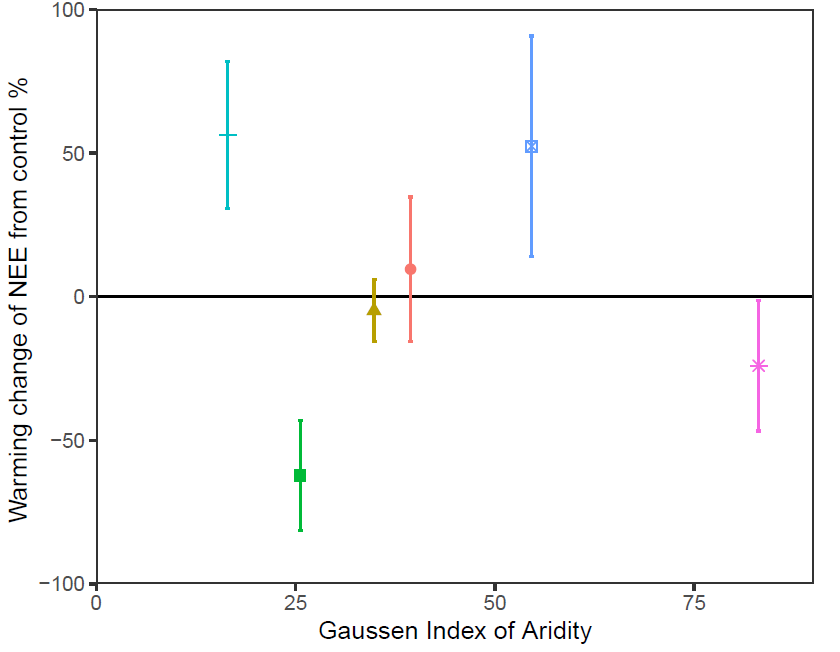 Warming change of NEE from control %
100
50
0
−50
−100
0 25 50 75
Gaussen Index of Aridity